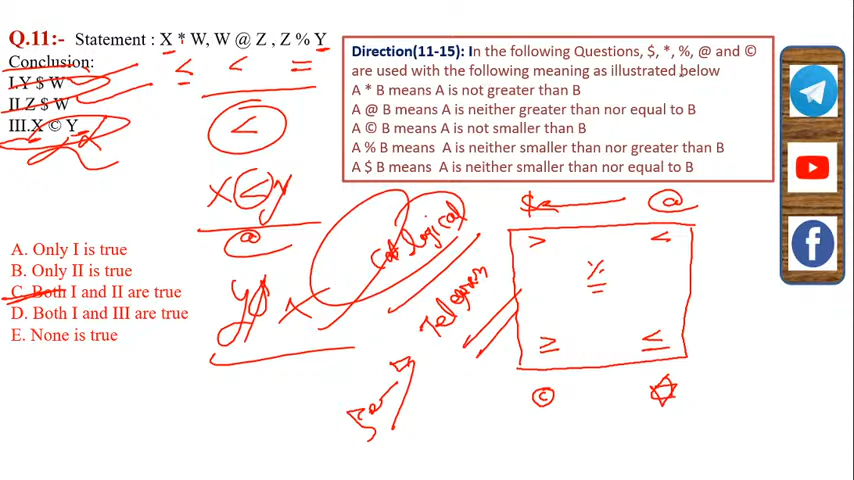 Q.11:- Statement : X * W, W @ Z , Z % Y
Conclusion:
I.Y $ W
II.Z $ W
III.X © Y
≤ < =
<
X < Y
@
Y $ X
A. Only I is true
B. Only II is true
C. Both I and II are true
D. Both I and III are true
E. None is true
Direction(11-15): In the following Questions, $, *, %, @ and ©
are used with the following meaning as illustrated below
A * B means A is not greater than B
A @ B means A is neither greater than nor equal to B
A © B means A is not smaller than B
A % B means A is neither smaller than nor greater than B
A $ B means A is neither smaller than nor equal to B
logical
Telegram
$ @
> <
%
=
≥ ≤
©